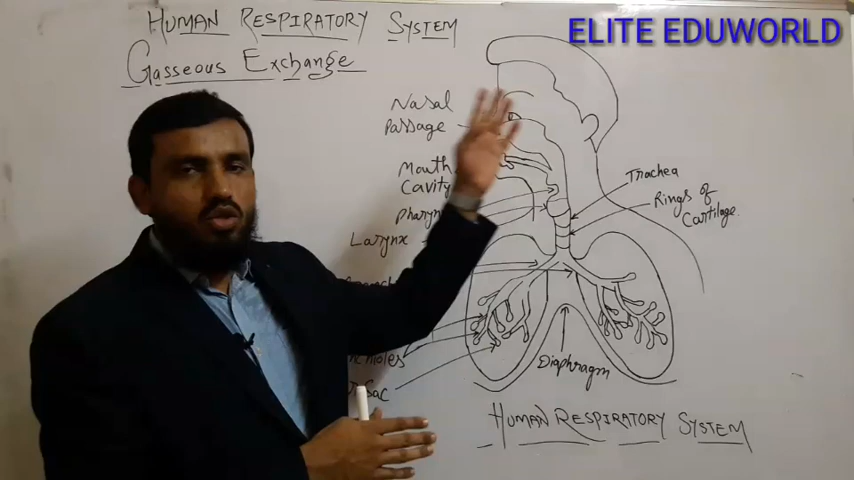 HUMAN RESPIRATORY SYSTEM
ELITE EDUWORLD
Gasseous Exchange
Nasal
Passage
Mouth
Cavity
Trachea
Rings of
Cartilage.
Larynx
Diaphragm
HUMAN RESPIRATORY SYSTEM